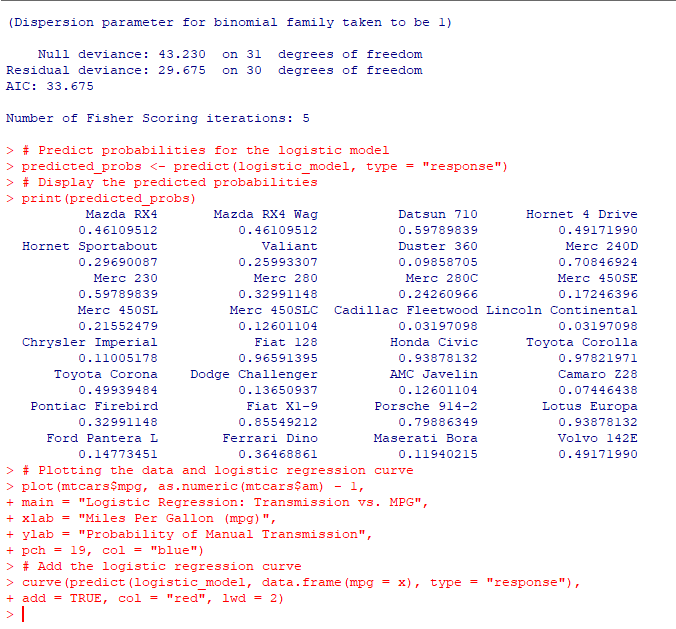 (Dispersion parameter for binomial family taken to be 1)
    Null deviance: 43.230  on 31  degrees of freedom
Residual deviance: 29.675  on 30  degrees of freedom
AIC: 33.675
Number of Fisher Scoring iterations: 5
> # Predict probabilities for the logistic model
> predicted_probs <- predict(logistic_model, type = "response")
> # Display the predicted probabilities
> print(predicted_probs)
          Mazda RX4       Mazda RX4 Wag          Datsun 710      Hornet 4 Drive
         0.46109512          0.46109512          0.59789839          0.49171990
  Hornet Sportabout             Valiant          Duster 360           Merc 240D
         0.29690087          0.25993307          0.09858705          0.70846924
           Merc 230            Merc 280           Merc 280C          Merc 450SE
         0.59789839          0.32991148          0.24260966          0.17246396
         Merc 450SL         Merc 450SLC  Cadillac Fleetwood Lincoln Continental
         0.21552479          0.12601104          0.03197098          0.03197098
  Chrysler Imperial            Fiat 128         Honda Civic      Toyota Corolla
         0.11005178          0.96591395          0.93878132          0.97821971
      Toyota Corona    Dodge Challenger         AMC Javelin          Camaro Z28
         0.49939484          0.13650937          0.12601104          0.07446438
   Pontiac Firebird           Fiat X1-9       Porsche 914-2        Lotus Europa
         0.32991148          0.85549212          0.79886349          0.93878132
     Ford Pantera L        Ferrari Dino       Maserati Bora          Volvo 142E
         0.14773451          0.36468861          0.11940215          0.49171990
> # Plotting the data and logistic regression curve
> plot(mtcars$mpg, as.numeric(mtcars$am) - 1,
+ main = "Logistic Regression: Transmission vs. MPG",
+ xlab = "Miles Per Gallon (mpg)",
+ ylab = "Probability of Manual Transmission",
+ pch = 19, col = "blue")
> # Add the logistic regression curve
> curve(predict(logistic_model, data.frame(mpg = x), type = "response"),
+ add = TRUE, col = "red", lwd = 2)
>